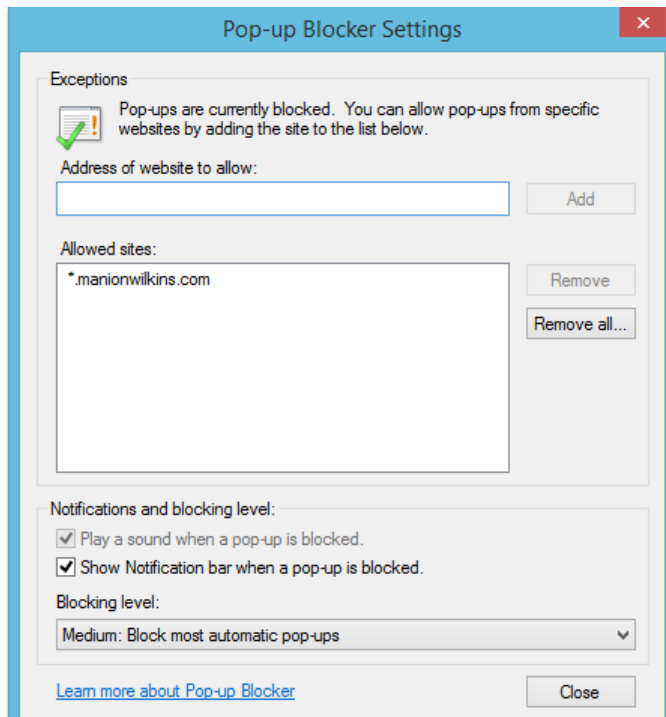 Pop-up Blocker Settings
Exceptions
Pop-ups are currently blocked. You can allow pop-ups from specific
websites by adding the site to the list below.
Address of website to allow:
Add
Allowed sites:
*.manionwilkins.com
Remove
Remove all...
Notifications and blocking level:
Play a sound when a pop-up is blocked.
Show Notification bar when a pop-up is blocked.
Blocking level:
Medium: Block most automatic pop-ups
Learn more about Pop-up Blocker
Close